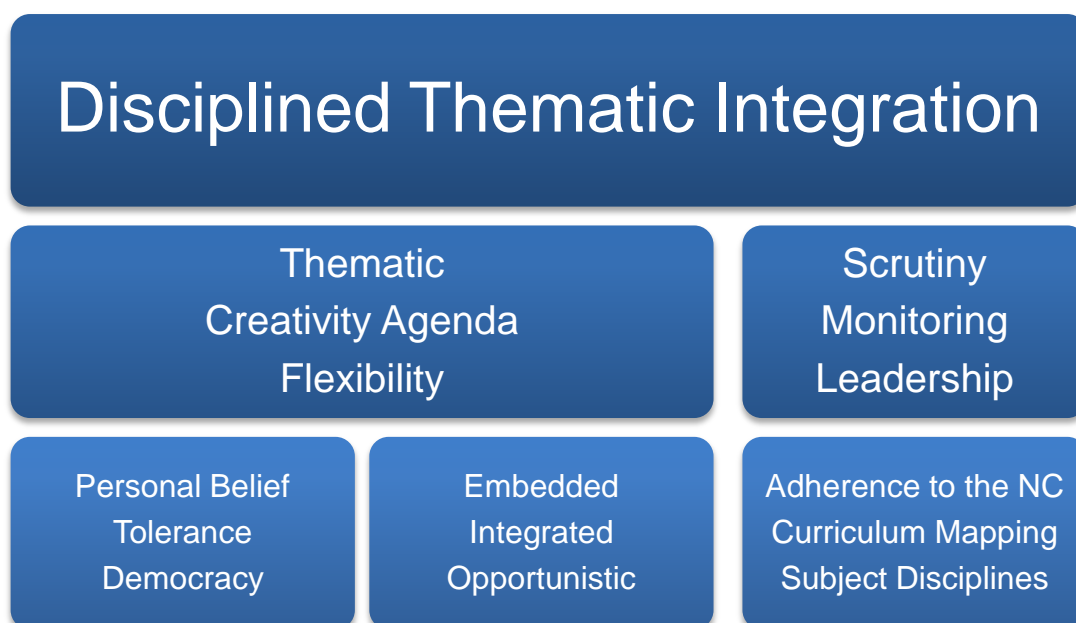 Disciplined Thematic Integration
Thematic
Creativity Agenda
Flexibility
Scrutiny
Monitoring
Leadership
Personal Belief
Tolerance
Democracy
Embedded
Integrated
Opportunistic
Adherence to the NC
Curriculum Mapping
Subject Disciplines